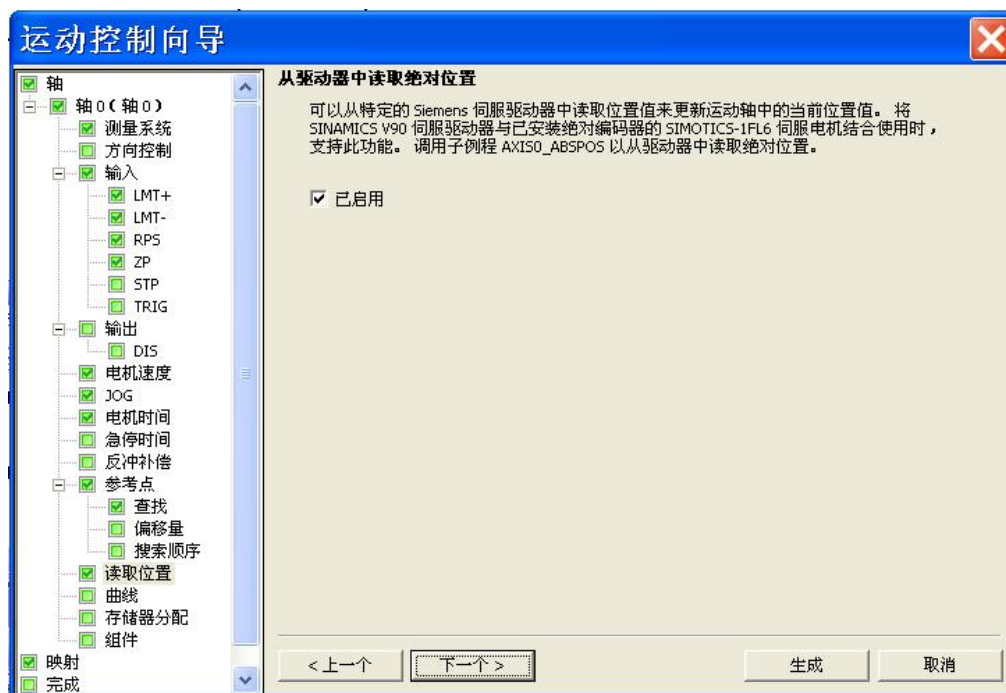 运动控制向导
轴
轴 0 ( 轴 0 )
测量系统
方向控制
输入
LMT+
LMT-
RPS
ZP
STP
TRIG
输出
DIS
电机速度
JOG
电机时间
急停时间
反冲补偿
参考点
查找
偏移量
搜索顺序
读取位置
曲线
存储器分配
组件
映射
完成
从驱动器中读取绝对位置
可以从特定的 Siemens 伺服驱动器中读取位置值来更新运动轴中的当前位置值。 将
SINAMICS V90 伺服驱动器与已安装绝对编码器的 SIMOTICS-1FL6 伺服电机结合使用时，
支持此功能。 调用子例程 AXIS0_ABSPOS 以从驱动器中读取绝对位置。
已启用
< 上一个
下一个 >
生成
取消